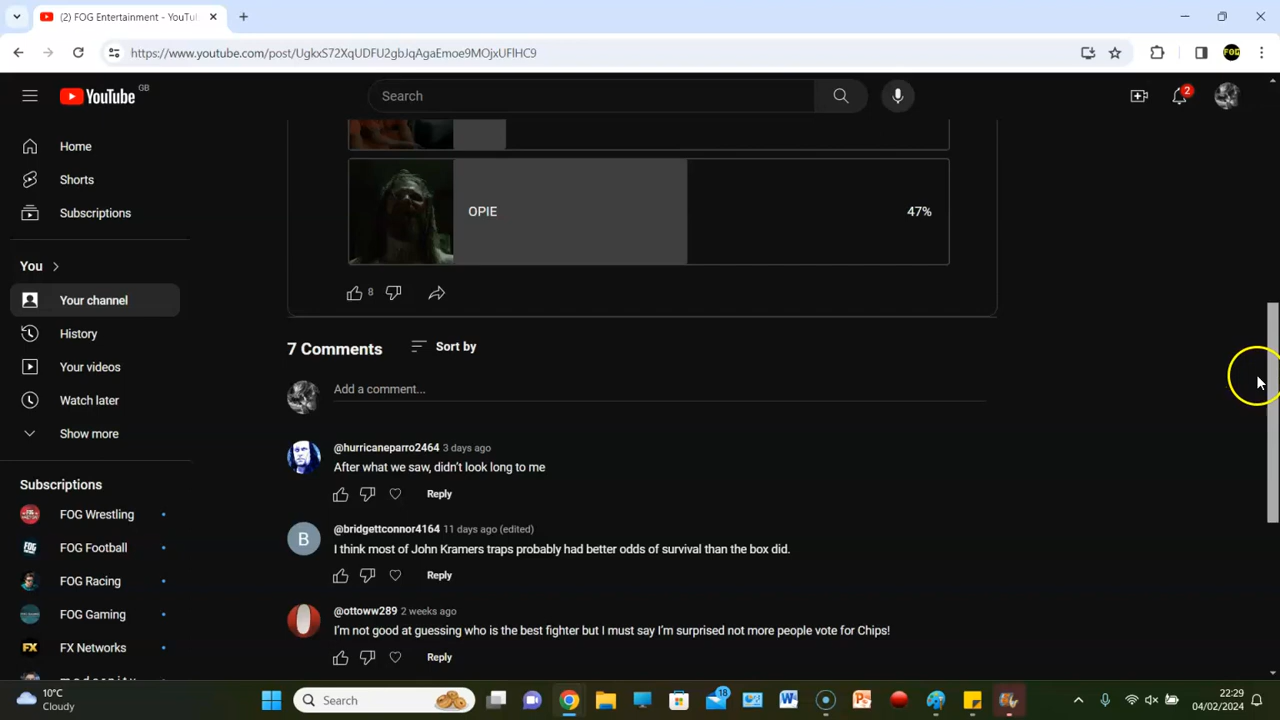 (2) FOG Entertainment - YouTu
https://www.youtube.com/post/UgkxS72XqUDFU2gbJqAgaEmoe9MOjxUFlHC9
FOG
YouTube GB
Search
2
Home
Shorts
Subscriptions
OPIE
47%
You
8
Your channel
7 Comments
Sort by
History
Your videos
Add a comment...
Watch later
Show more
@hurricaneparro2464 3 days ago
After what we saw, didn't look long to me
Reply
Subscriptions
FOG Wrestling
B
@bridgettconnor4164 11 days ago (edited)
I think most of John Kramers traps probably had better odds of survival than the box did.
Reply
FOG Football
FOG Racing
@ottoww289 2 weeks ago
I'm not good at guessing who is the best fighter but I must say I'm surprised not more people vote for Chips!
Reply
FOG Gaming
FX
FX Networks
10°C
Cloudy
Search
18
22:29
04/02/2024